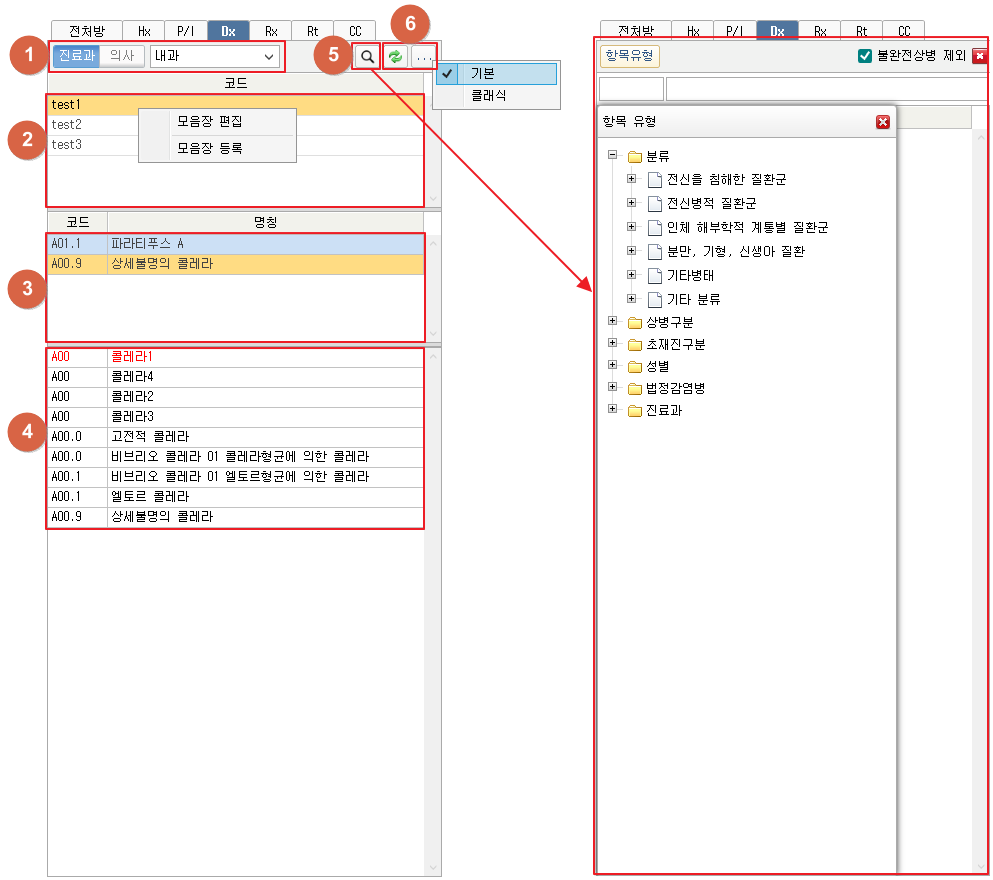 전처방 Hx P/I Dx Rx Rt CC
1 진료과 의사 내과 5 6 ...
기본
클래식
코드
2
test1
test2
test3
모음장 편집
모음장 등록
코드 명칭
3
A01.1 파라티푸스 A
A00.9 상세불명의 콜레라
4
A00 콜레라1
A00 콜레라4
A00 콜레라2
A00 콜레라3
A00.0 고전적 콜레라
A00.0 비브리오 콜레라 01 콜레라형균에 의한 콜레라
A00.1 비브리오 콜레라 01 엘토르형균에 의한 콜레라
A00.1 엘토르 콜레라
A00.9 상세불명의 콜레라
전처방 Hx P/I Dx Rx Rt CC
항목유형 불완전상병 제외
항목 유형
분류
전신을 침해한 질환군
전신병적 질환군
인체 해부학적 계통별 질환군
분만, 기형, 신생아 질환
기타병태
기타 분류
상병구분
초재진구분
성별
법정감염병
진료과